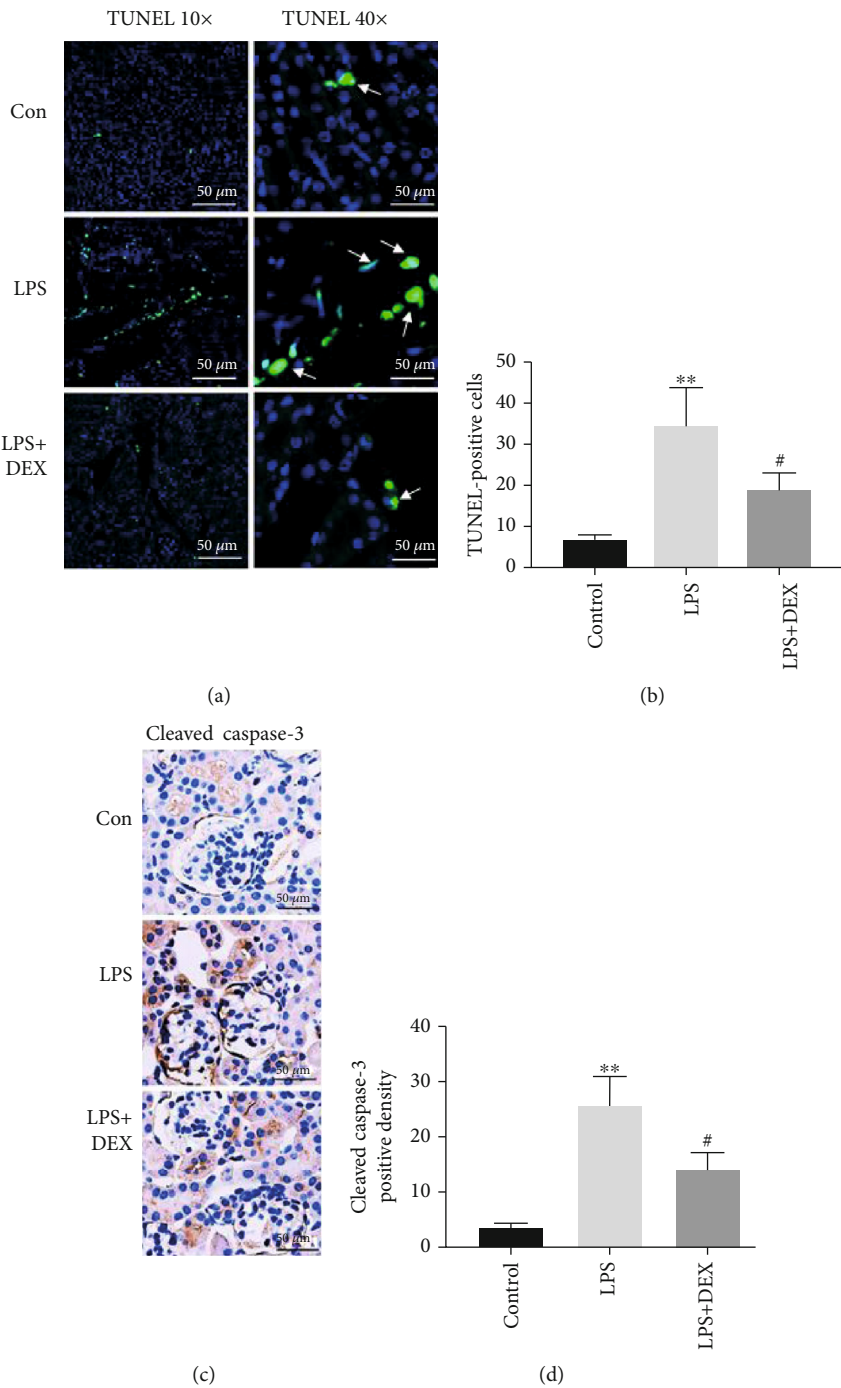 TUNEL 10× TUNEL 40×
Con
50 µm
50 µm
LPS
50 µm
50 µm
LPS+
DEX
50 µm
50 µm
(a)
TUNEL-positive cells
50
40
30
20
10
0
**
#
Control
LPS
LPS+DEX
(b)
Cleaved caspase-3
Con
50 µm
LPS
50 µm
LPS+
DEX
50 µm
(c)
Cleaved caspase-3
positive density
40
30
20
10
0
**
#
Control
LPS
LPS+DEX
(d)